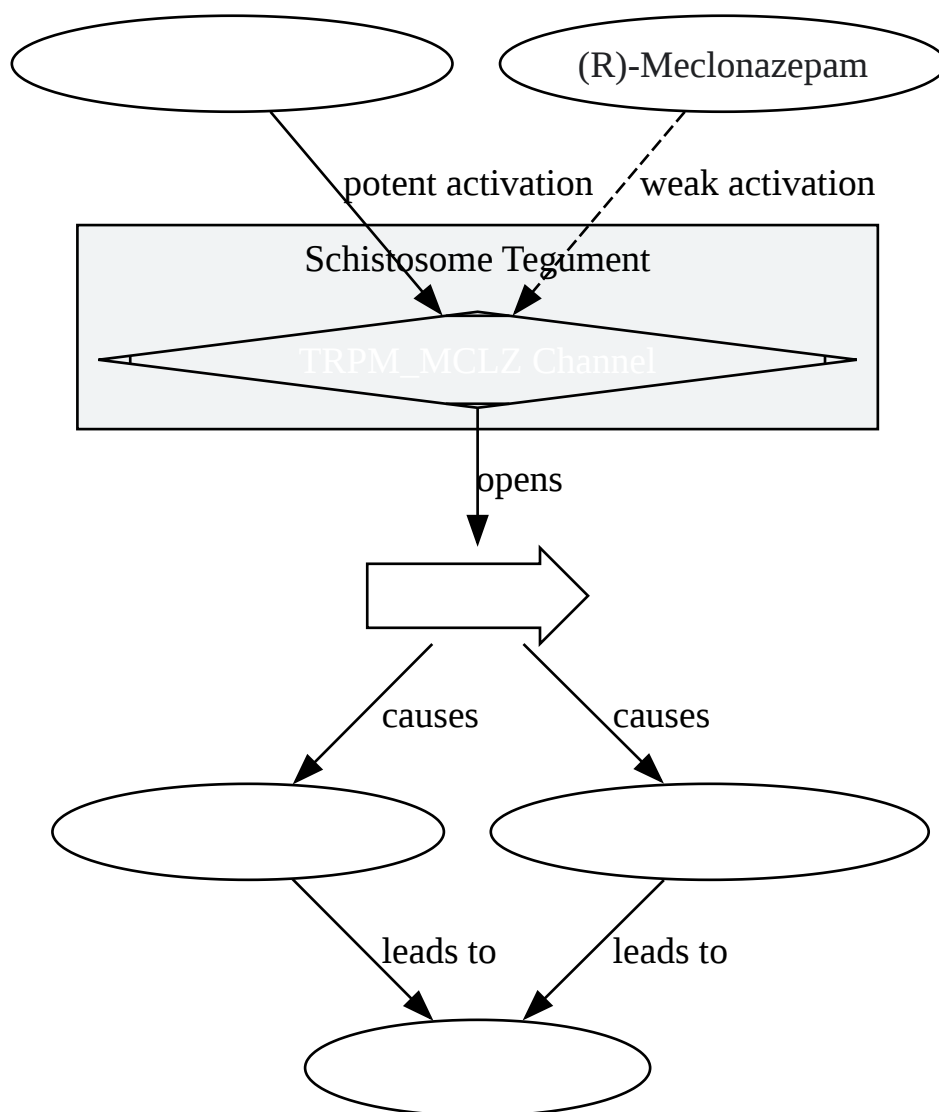 (R)-Meclonazepam
potent activation
weak activation
Schistosome Tegument
TRPM_MCLZ Channel
opens
causes
causes
leads to
leads to